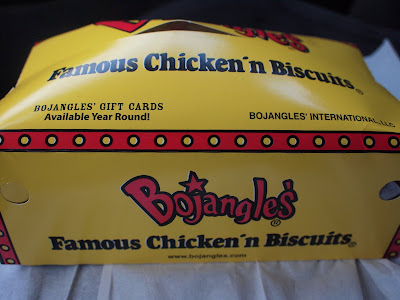 Famous Chicken 'n Biscuits®
BOJANGLES' GIFT CARDS
Available Year Round!
BOJANGLES' INTERNATIONAL, LLC
Bojangles'®
Famous Chicken 'n Biscuits®
www.bojangles.com